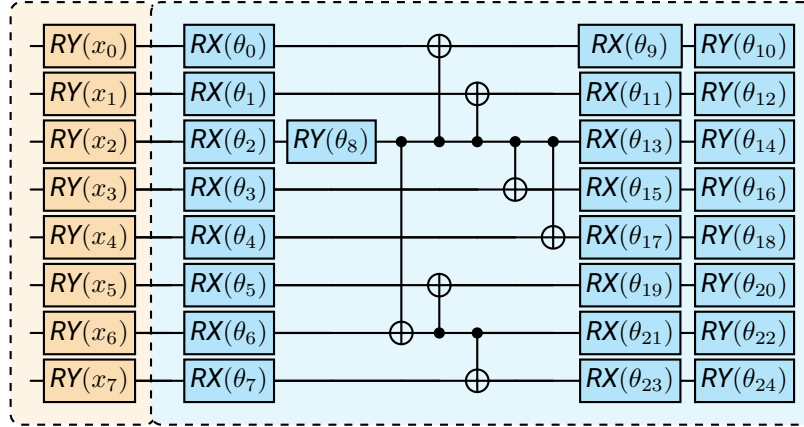 RY(x₀) RX(θ₀) RX(θ₉) RY(θ₁₀)
RY(x₁) RX(θ₁) RX(θ₁₁) RY(θ₁₂)
RY(x₂) RX(θ₂) RY(θ₈) RX(θ₁₃) RY(θ₁₄)
RY(x₃) RX(θ₃) RX(θ₁₅) RY(θ₁₆)
RY(x₄) RX(θ₄) RX(θ₁₇) RY(θ₁₈)
RY(x₅) RX(θ₅) RX(θ₁₉) RY(θ₂₀)
RY(x₆) RX(θ₆) RX(θ₂₁) RY(θ₂₂)
RY(x₇) RX(θ₇) RX(θ₂₃) RY(θ₂₄)